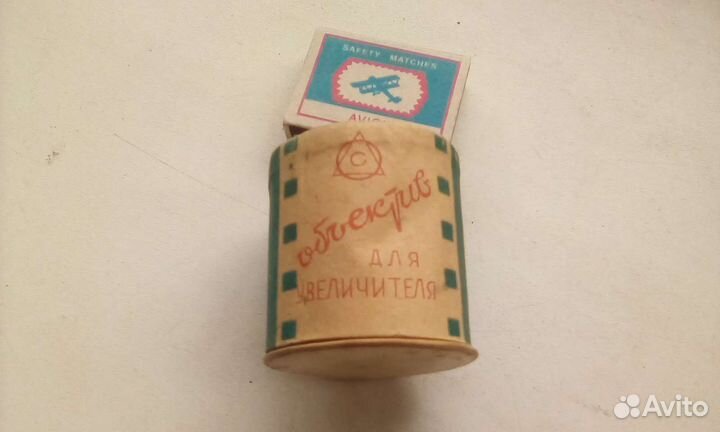 SAFETY MATCHES
С
объектив
ДЛЯ
УВЕЛИЧИТЕЛЯ
Avito